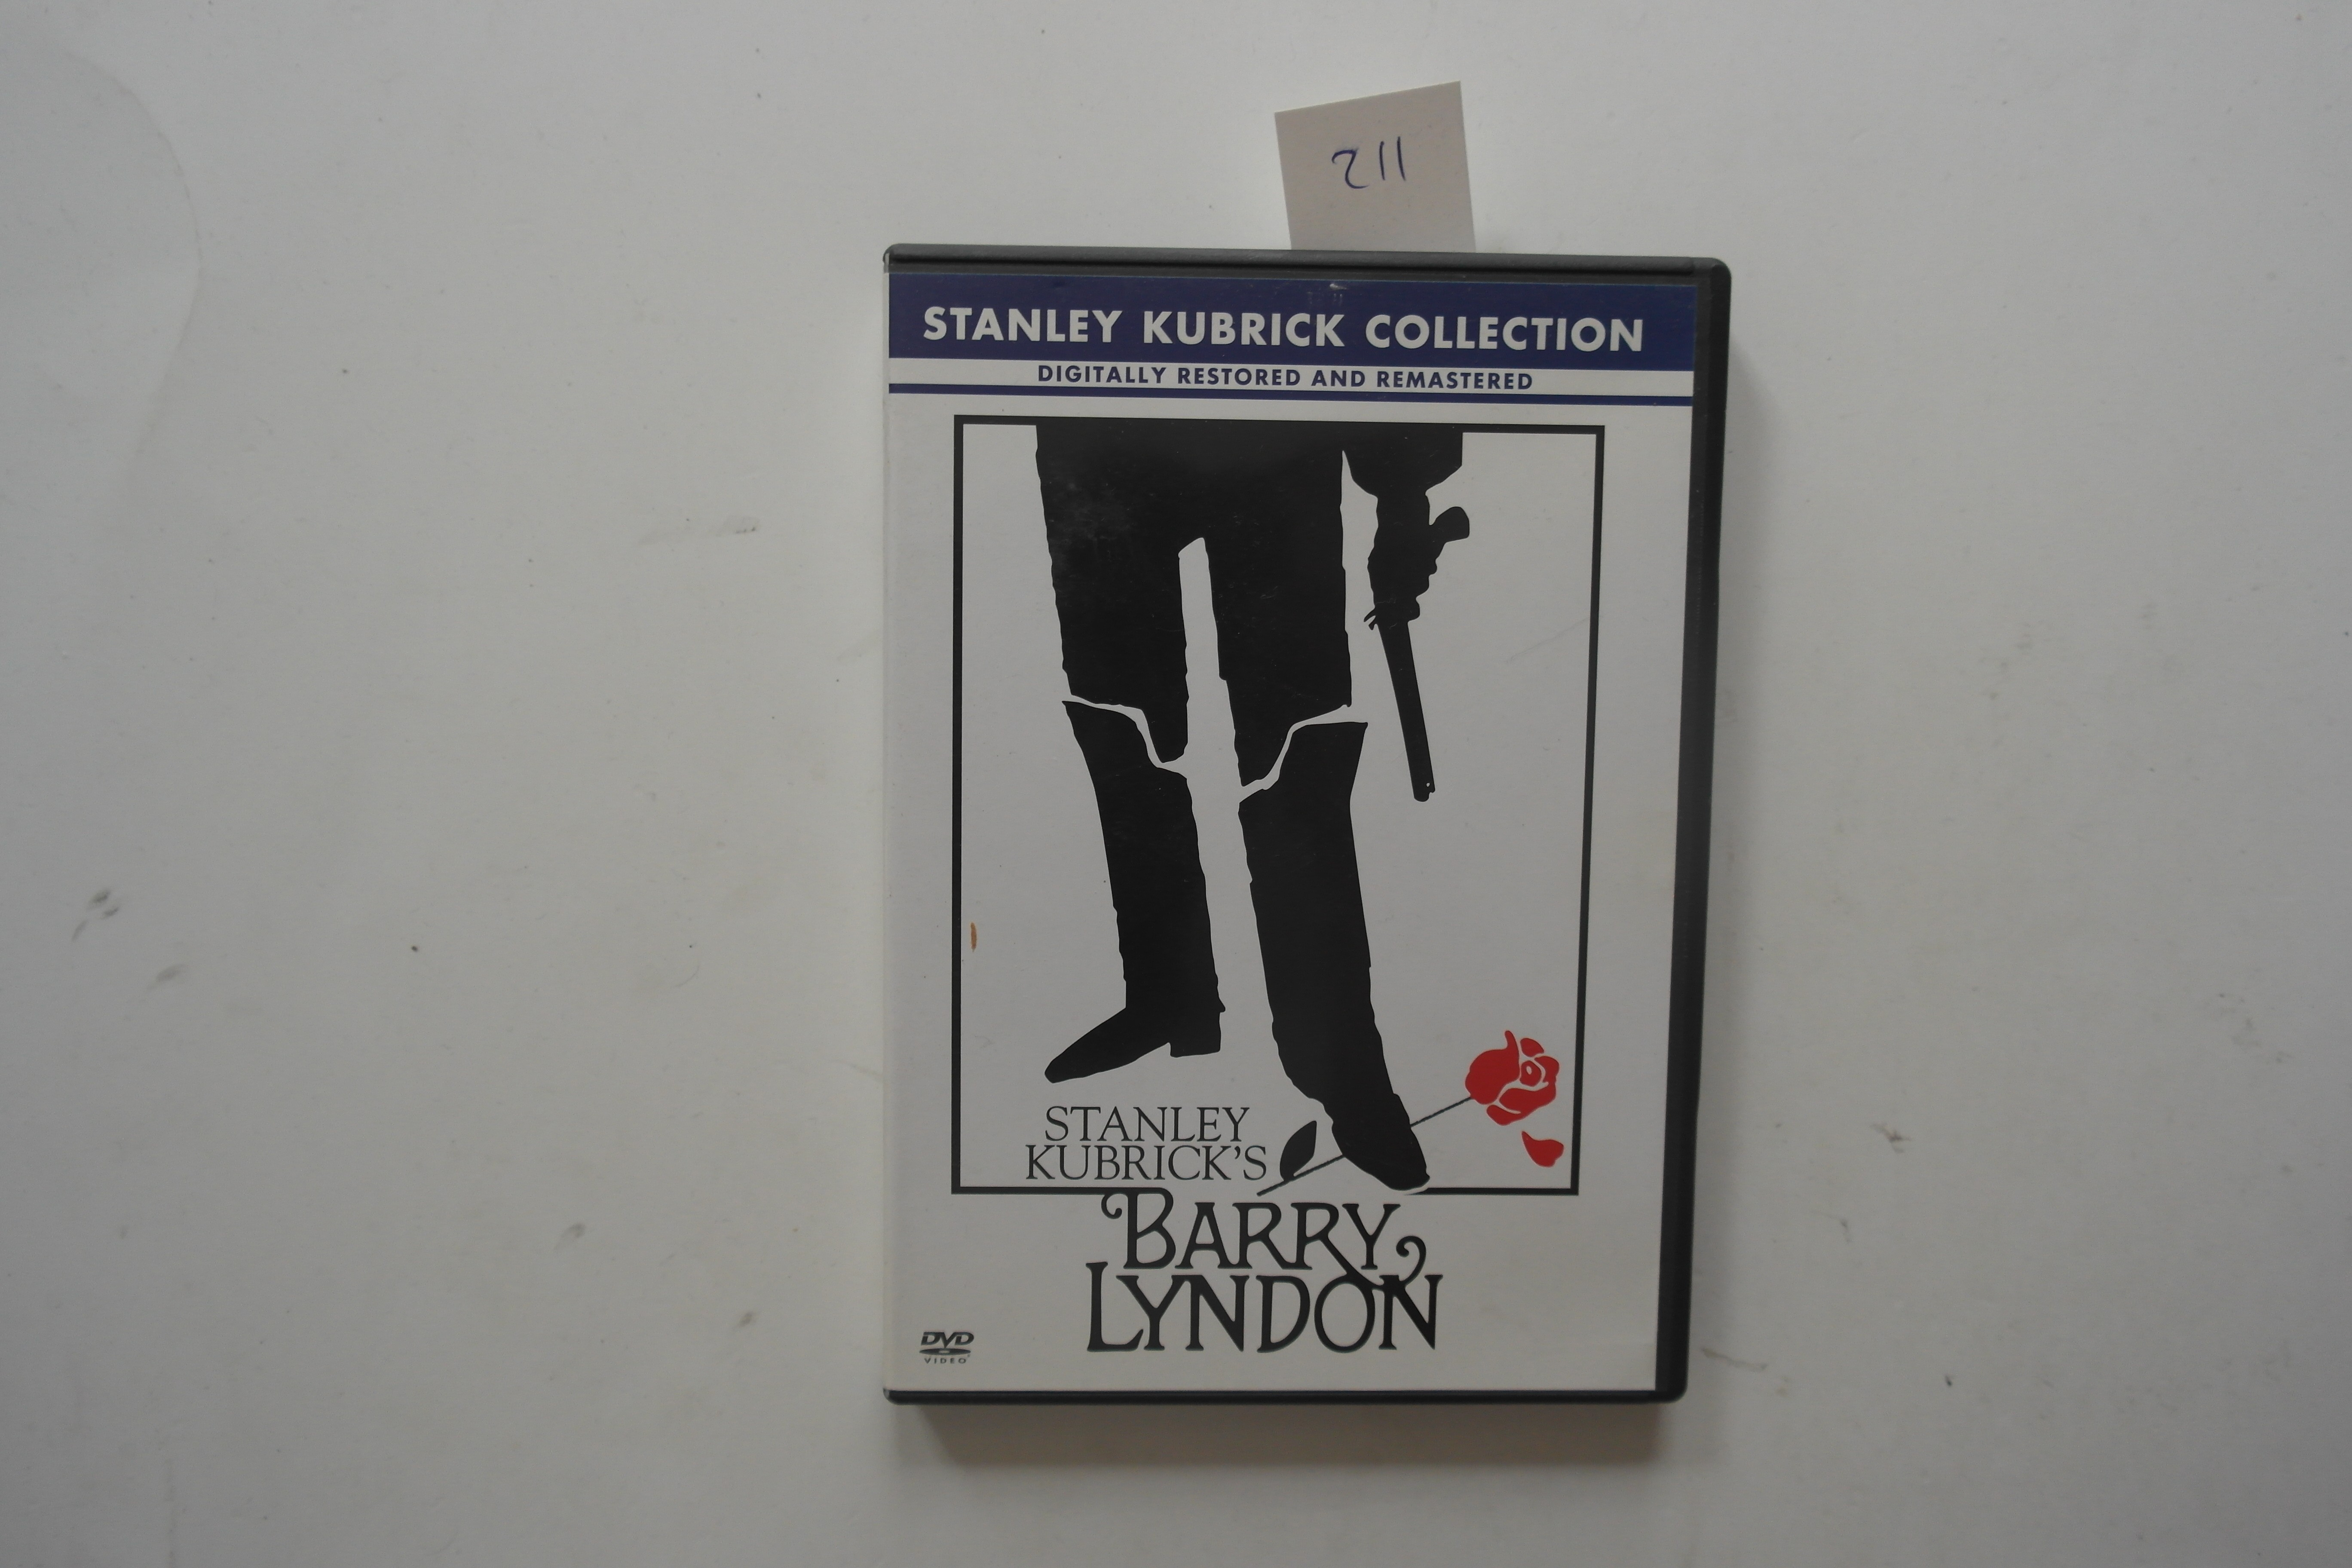 211
STANLEY KUBRICK COLLECTION
DIGITALLY RESTORED AND REMASTERED
STANLEY
KUBRICK'S
BARRY
LYNDON
DVD
VIDEO